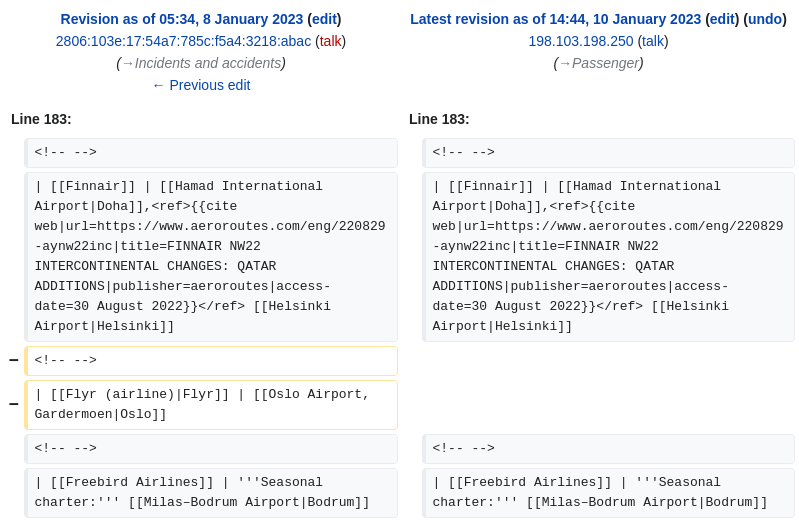 Revision as of 05:34, 8 January 2023 (edit)
2806:103e:17:54a7:785c:f5a4:3218:abac (talk)
(→Incidents and accidents)
← Previous edit
Latest revision as of 14:44, 10 January 2023 (edit) (undo)
198.103.198.250 (talk)
(→Passenger)
Line 183:
Line 183:
<!-- -->
<!-- -->
| [[Finnair]] | [[Hamad International
Airport|Doha]],<ref>{{cite
web|url=https://www.aeroroutes.com/eng/220829
-aynw22inc|title=FINNAIR NW22
INTERCONTINENTAL CHANGES: QATAR
ADDITIONS|publisher=aeroroutes|access-
date=30 August 2022}}</ref> [[Helsinki
Airport|Helsinki]]
| [[Finnair]] | [[Hamad International
Airport|Doha]],<ref>{{cite
web|url=https://www.aeroroutes.com/eng/220829
-aynw22inc|title=FINNAIR NW22
INTERCONTINENTAL CHANGES: QATAR
ADDITIONS|publisher=aeroroutes|access-
date=30 August 2022}}</ref> [[Helsinki
Airport|Helsinki]]
− <!-- -->
− | [[Flyr (airline)|Flyr]] | [[Oslo Airport,
Gardermoen|Oslo]]
<!-- -->
<!-- -->
| [[Freebird Airlines]] | '''Seasonal
charter:''' [[Milas–Bodrum Airport|Bodrum]]
| [[Freebird Airlines]] | '''Seasonal
charter:''' [[Milas–Bodrum Airport|Bodrum]]